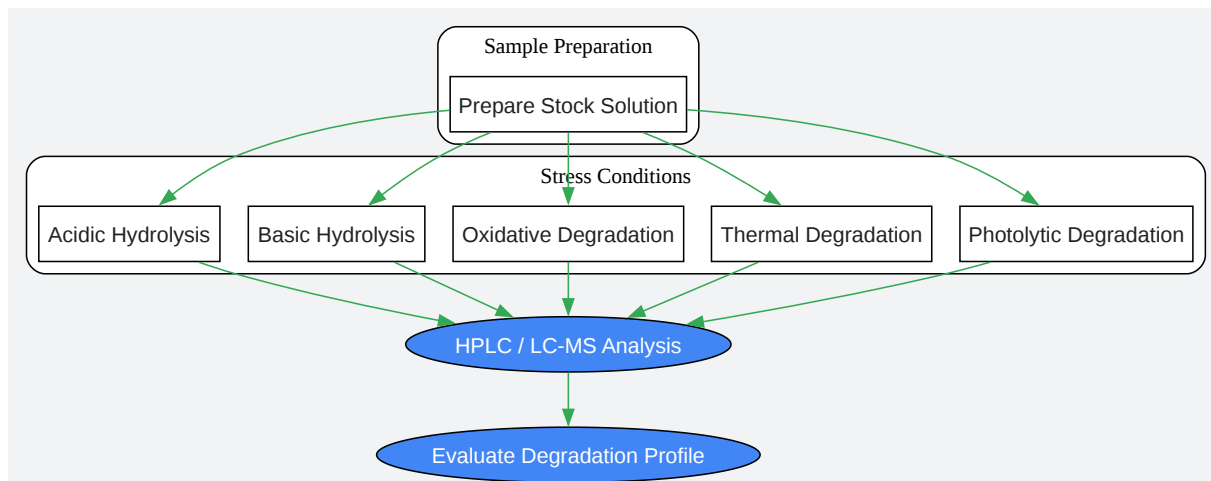 Sample Preparation
Prepare Stock Solution
Stress Conditions
Acidic Hydrolysis
Basic Hydrolysis
Oxidative Degradation
Thermal Degradation
Photolytic Degradation
HPLC / LC-MS Analysis
Evaluate Degradation Profile